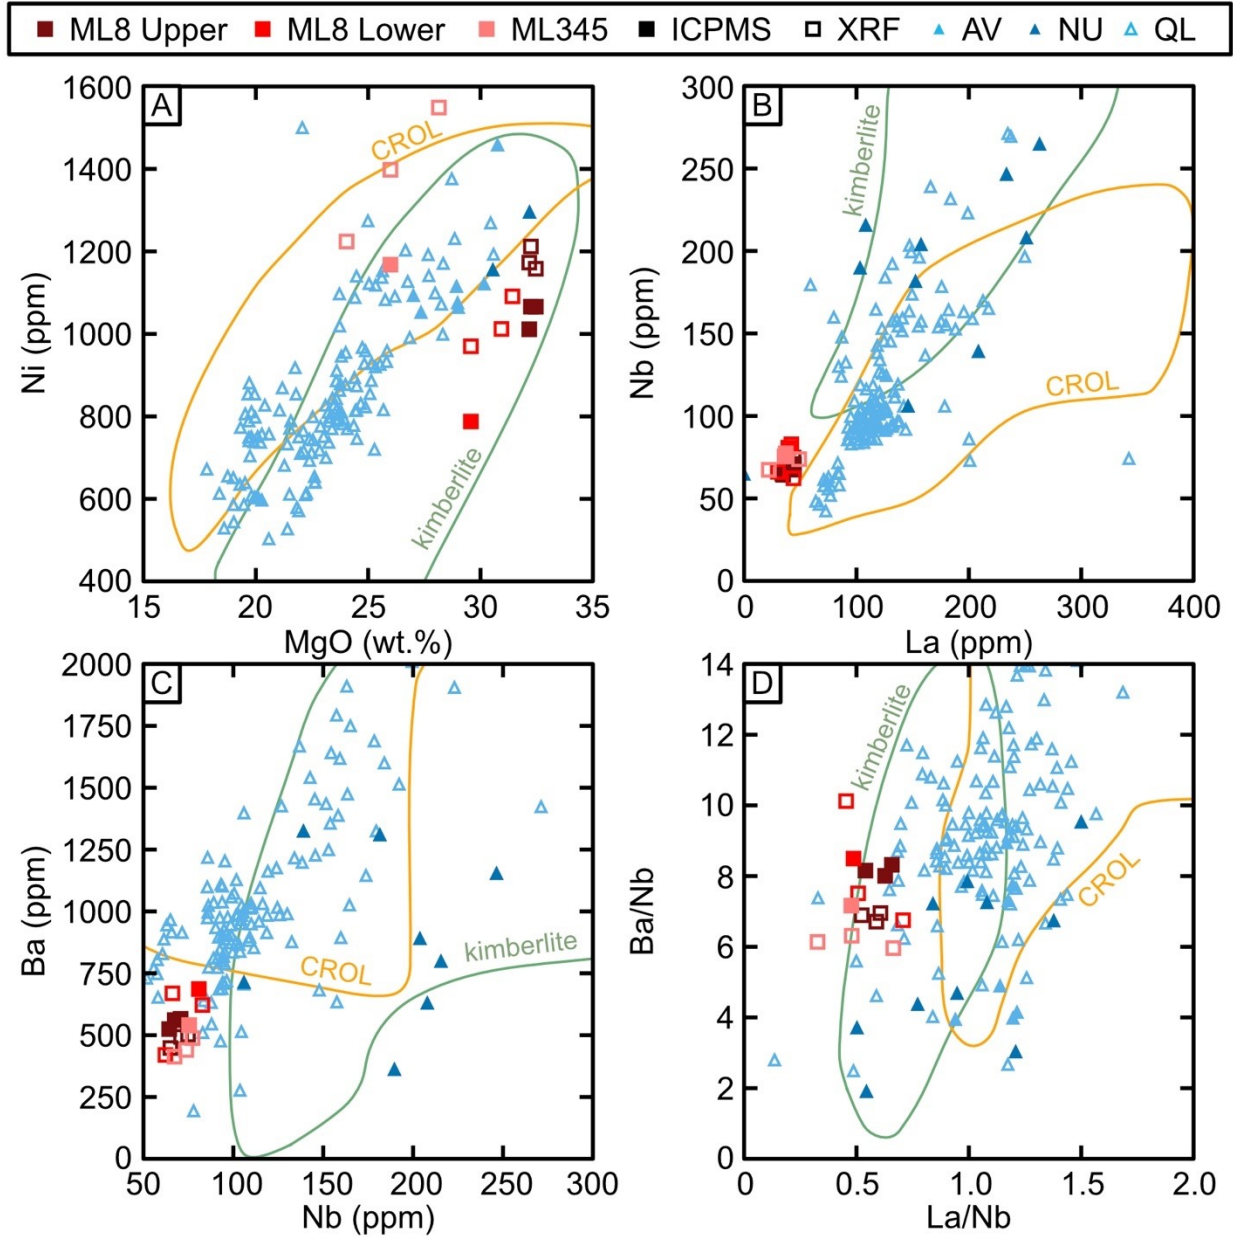 ML8 Upper ML8 Lower ML345 ICPMS XRF AV NU QL
A
CROL
kimberlite
Ni (ppm)
1600
1400
1200
1000
800
600
400
15 20 25 30 35
MgO (wt.%)
B
kimberlite
CROL
Nb (ppm)
300
250
200
150
100
50
0
0 100 200 300 400
La (ppm)
C
CROL
kimberlite
Ba (ppm)
2000
1750
1500
1250
1000
750
500
250
0
50 100 150 200 250 300
Nb (ppm)
D
kimberlite
CROL
Ba/Nb
14
12
10
8
6
4
2
0
0 0.5 1.0 1.5 2.0
La/Nb